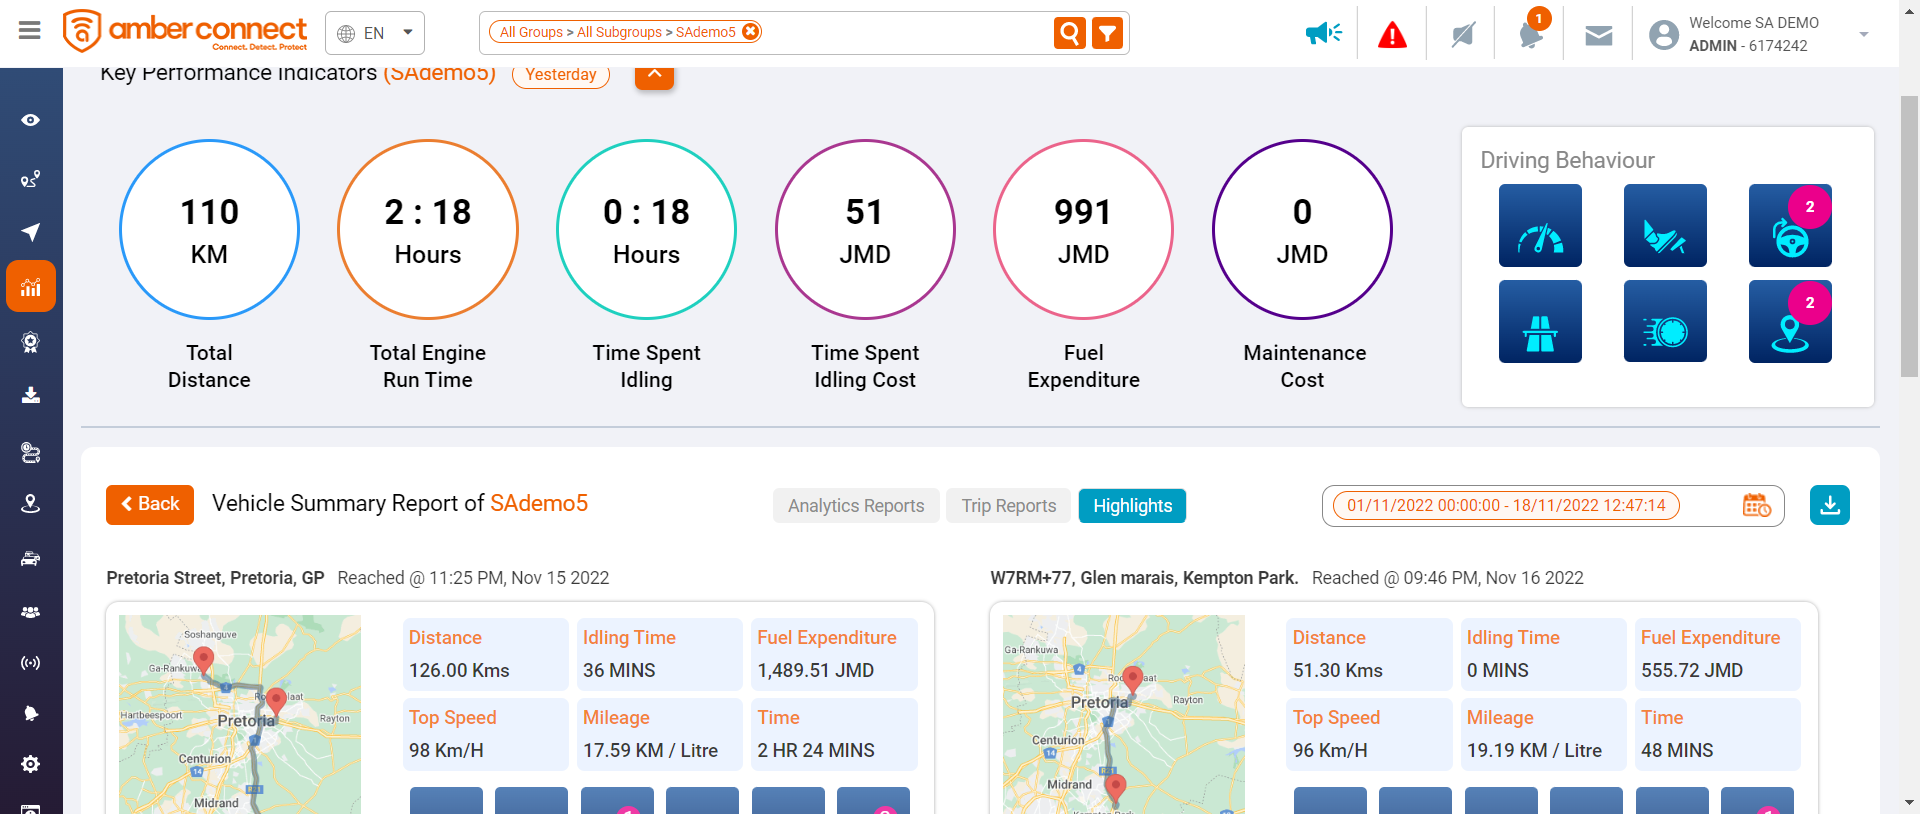 amber connect
Connect. Detect. Protect
EN
All Groups > All Subgroups > SAdemo5
1
Welcome SA DEMO
ADMIN - 6174242
Key Performance Indicators (SAdemo5)
Yesterday
110
KM
Total
Distance
2 : 18
Hours
Total Engine
Run Time
0 : 18
Hours
Time Spent
Idling
51
JMD
Time Spent
Idling Cost
991
JMD
Fuel
Expenditure
0
JMD
Maintenance
Cost
Driving Behaviour
2
2
Back
Vehicle Summary Report of SAdemo5
Analytics Reports
Trip Reports
Highlights
01/11/2022 00:00:00 - 18/11/2022 12:47:14
Pretoria Street, Pretoria, GP Reached @ 11:25 PM, Nov 15 2022
Soshanguve
Ga-Rankuwa
Hartbeespoort
Pretoria
Rayton
Centurion
14
Midrand
Distance
126.00 Kms
Idling Time
36 MINS
Fuel Expenditure
1,489.51 JMD
Top Speed
98 Km/H
Mileage
17.59 KM / Litre
Time
2 HR 24 MINS
W7RM+77, Glen marais, Kempton Park. Reached @ 09:46 PM, Nov 16 2022
Ga-Rankuwa
Pretoria
Rayton
Centurion
14
Midrand
Distance
51.30 Kms
Idling Time
0 MINS
Fuel Expenditure
555.72 JMD
Top Speed
96 Km/H
Mileage
19.19 KM / Litre
Time
48 MINS